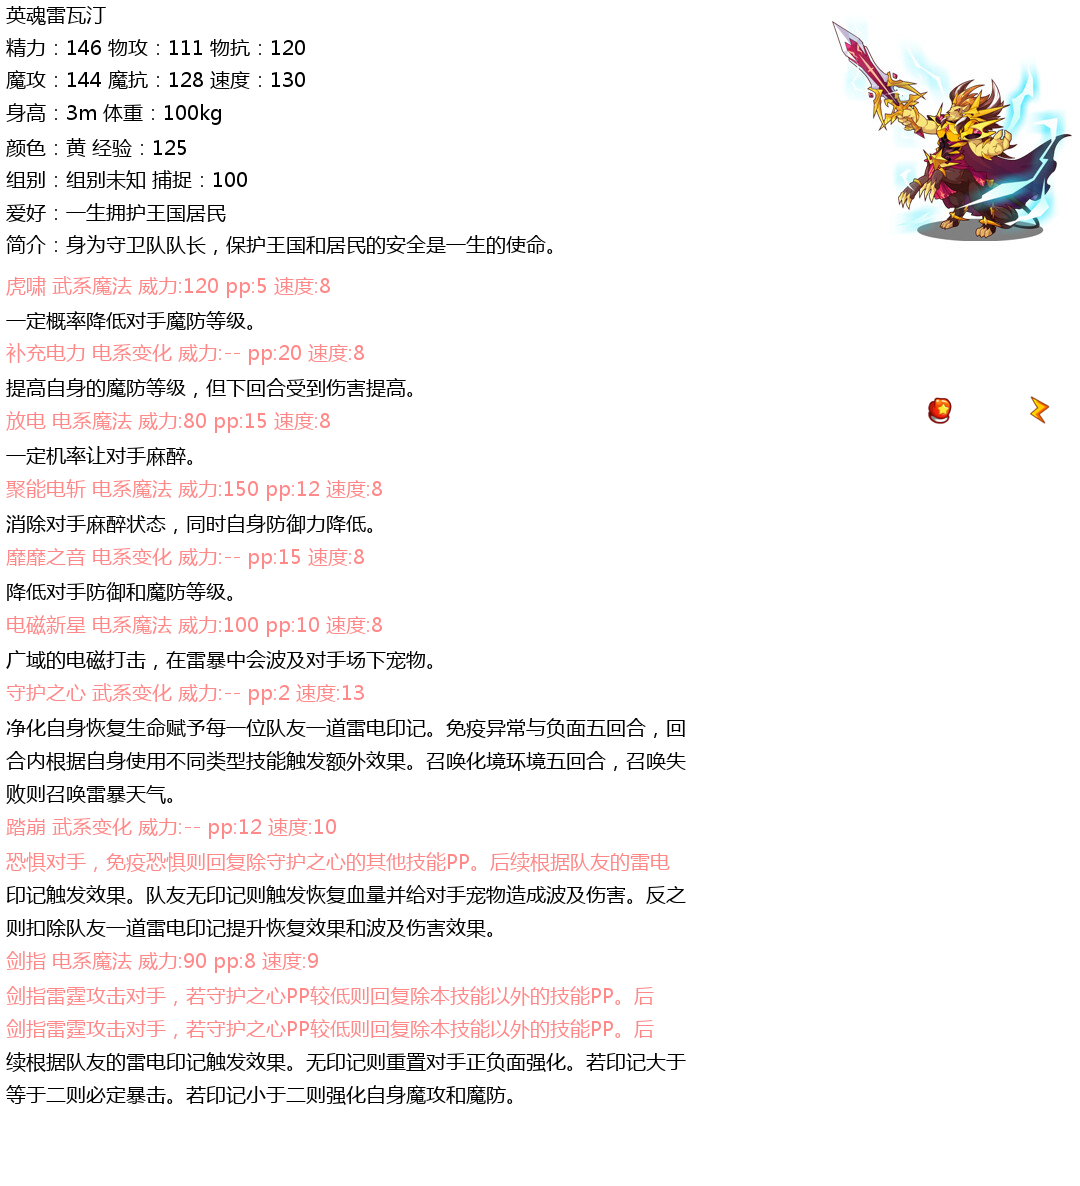 英魂雷瓦汀
精力：146 物攻：111 物抗：120
魔攻：144 魔抗：128 速度：130
身高：3m 体重：100kg
颜色：黄 经验：125
组别：组别未知 捕捉：100
爱好：一生拥护王国居民
简介：身为守卫队队长，保护王国和居民的安全是一生的使命。
虎啸 武系魔法 威力:120 pp:5 速度:8
一定概率降低对手魔防等级。
补充电力 电系变化 威力:-- pp:20 速度:8
提高自身的魔防等级，但下回合受到伤害提高。
放电 电系魔法 威力:80 pp:15 速度:8
一定机率让对手麻醉。
聚能电斩 电系魔法 威力:150 pp:12 速度:8
消除对手麻醉状态，同时自身防御力降低。
靡靡之音 电系变化 威力:-- pp:15 速度:8
降低对手防御和魔防等级。
电磁新星 电系魔法 威力:100 pp:10 速度:8
广域的电磁打击，在雷暴中会波及对手场下宠物。
守护之心 武系变化 威力:-- pp:2 速度:13
净化自身恢复生命赋予每一位队友一道雷电印记。免疫异常与负面五回合，回
合内根据自身使用不同类型技能触发额外效果。召唤化境环境五回合，召唤失
败则召唤雷暴天气。
踏崩 武系变化 威力:-- pp:12 速度:10
恐惧对手，免疫恐惧则回复除守护之心的其他技能PP。后续根据队友的雷电
印记触发效果。队友无印记则触发恢复血量并给对手宠物造成波及伤害。反之
则扣除队友一道雷电印记提升恢复效果和波及伤害效果。
剑指 电系魔法 威力:90 pp:8 速度:9
剑指雷霆攻击对手，若守护之心PP较低则回复除本技能以外的技能PP。后
剑指雷霆攻击对手，若守护之心PP较低则回复除本技能以外的技能PP。后
续根据队友的雷电印记触发效果。无印记则重置对手正负面强化。若印记大于
等于二则必定暴击。若印记小于二则强化自身魔攻和魔防。